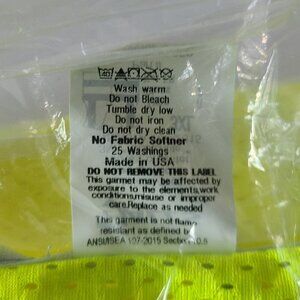 Wash warm
Do not Bleach
Tumble dry low
Do not iron
Do not dry clean
No Fabric Softner
25 Washings
Made in USA
DO NOT REMOVE THIS LABEL
This garmet may be affected by
exposure to the elements,work
conditions,misuse or improper
care.Replace as needed
This garment is not flame
resistant as defined by
ANSI/ISEA 107-2015 Section 10.5